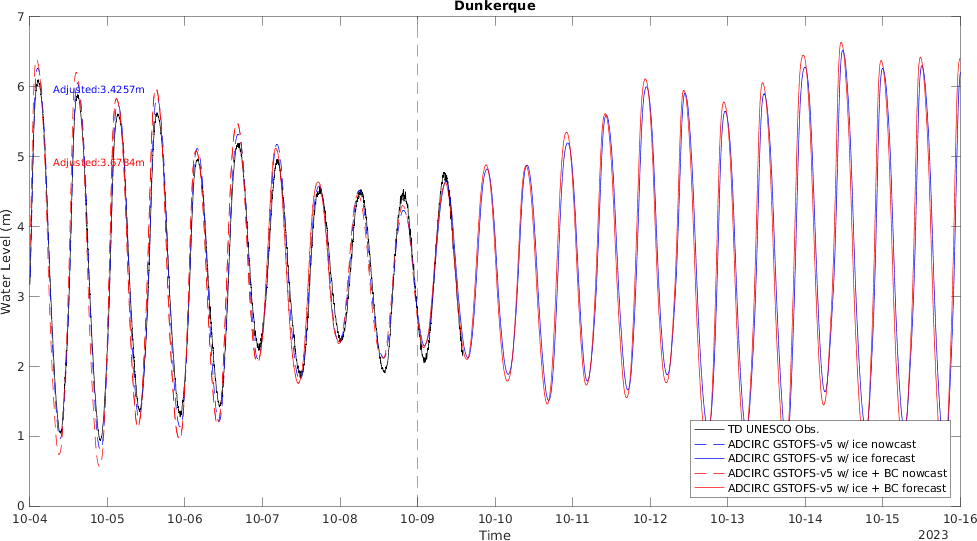 Dunkerque
7
6
5
4
3
2
1
0
Water Level (m)
Adjusted:3.4257m
Adjusted:3.6784m
TD UNESCO Obs.
ADCIRC GSTOFS-v5 w/ ice nowcast
ADCIRC GSTOFS-v5 w/ ice forecast
ADCIRC GSTOFS-v5 w/ ice + BC nowcast
ADCIRC GSTOFS-v5 w/ ice + BC forecast
10-04 10-05 10-06 10-07 10-08 10-09 10-10 10-11 10-12 10-13 10-14 10-15 10-16
Time
2023